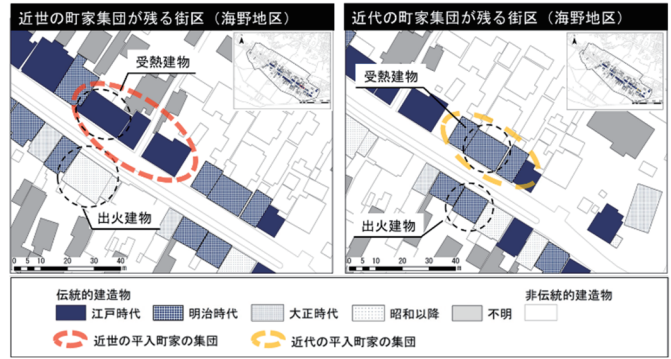 近世の町家集団が残る街区（海野地区）
受熱建物
出火建物
0 5 10 20 30 40
m
近代の町家集団が残る街区（海野地区）
受熱建物
出火建物
0 5 10 20 30 40
m
伝統的建造物
非伝統的建造物
江戸時代
明治時代
大正時代
昭和以降
不明
近世の平入町家の集団
近代の平入町家の集団